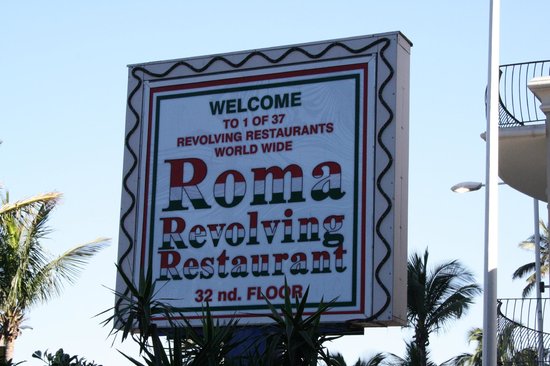 WELCOME
TO 1 OF 37
REVOLVING RESTAURANTS
WORLD WIDE
Roma
Revolving
Restaurant
32 nd. FLOOR